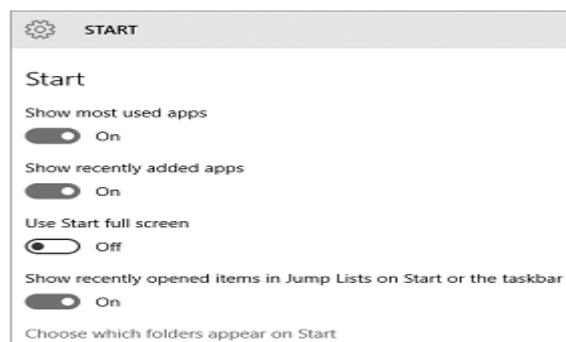 START
Start
Show most used apps
On
Show recently added apps
On
Use Start full screen
Off
Show recently opened items in Jump Lists on Start or the taskbar
On
Choose which folders appear on Start